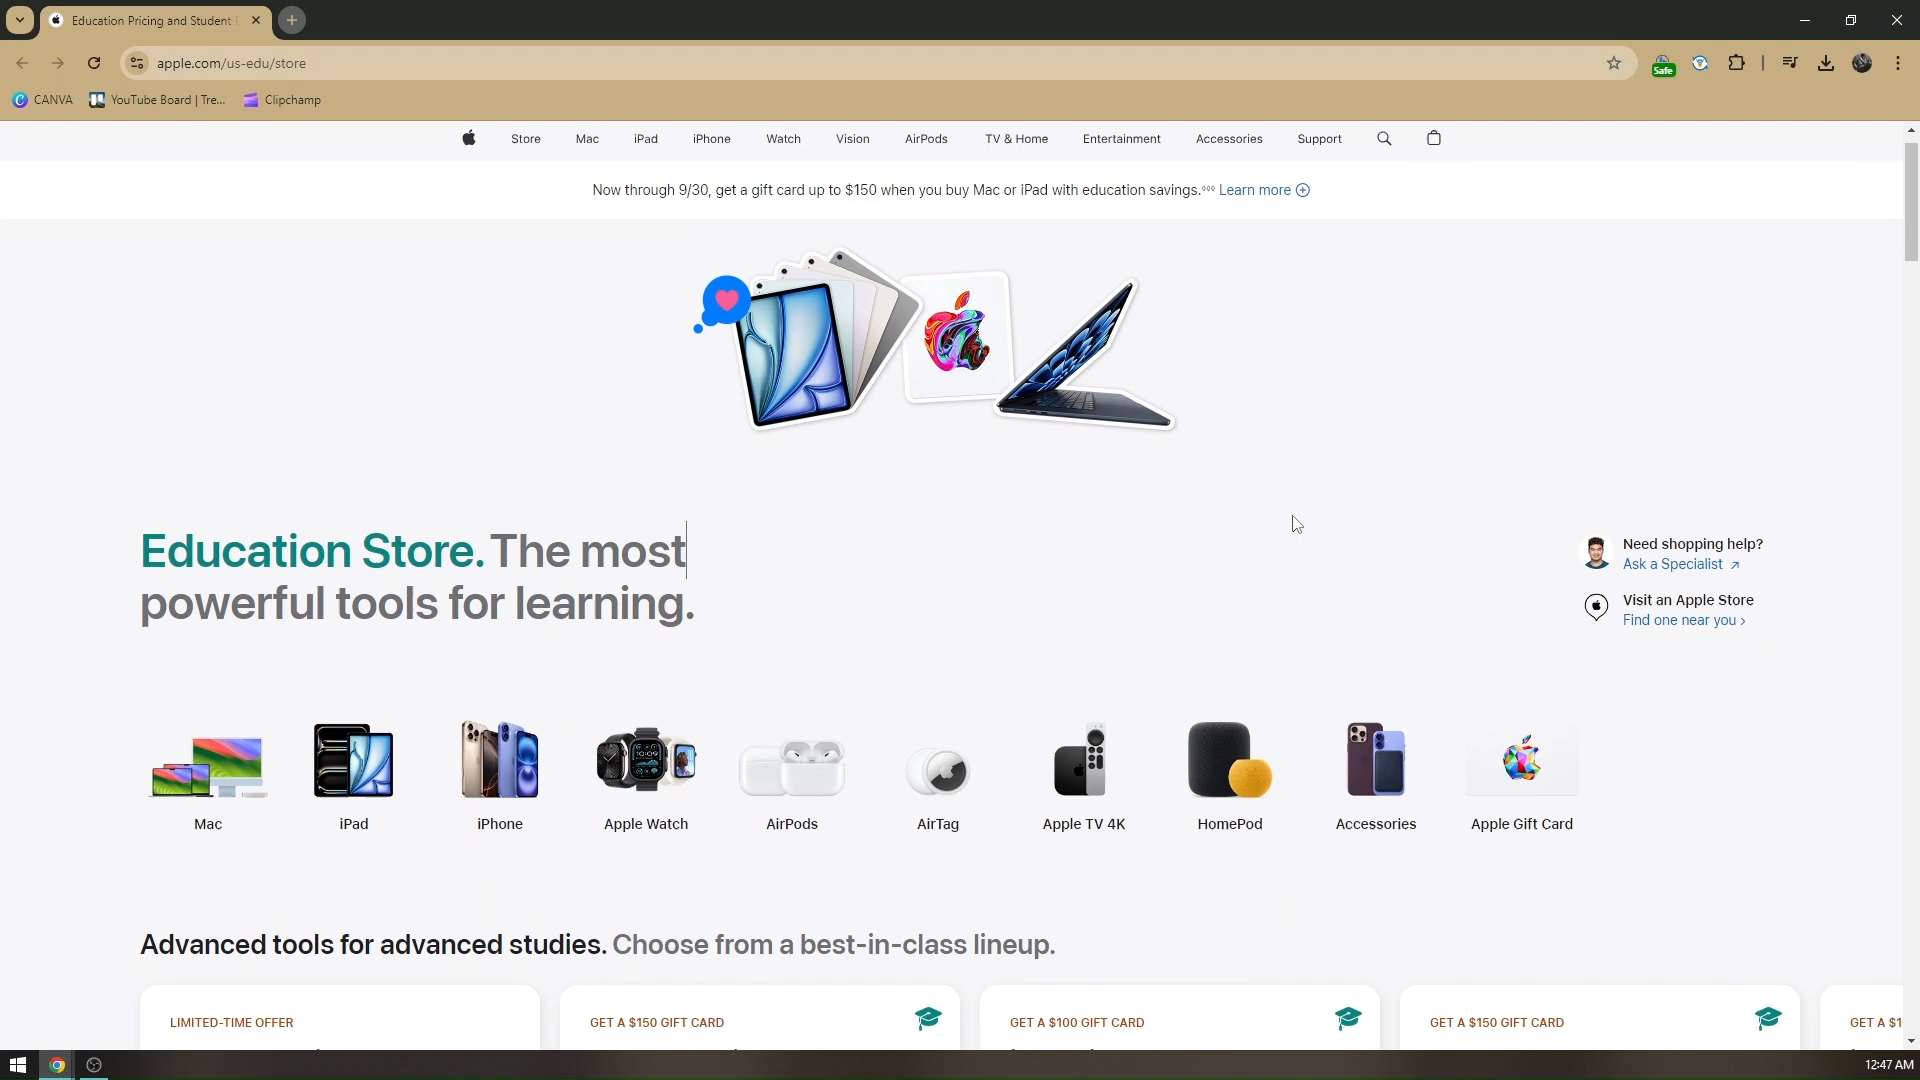 Education Pricing and Student
apple.com/us-edu/store
Safe
CANVA
YouTube Board | Tre...
Clipchamp
Store
Mac
iPad
iPhone
Watch
Vision
AirPods
TV & Home
Entertainment
Accessories
Support
Now through 9/30, get a gift card up to $150 when you buy Mac or iPad with education savings.◊◊◊ Learn more
Education Store. The most
powerful tools for learning.
Need shopping help?
Ask a Specialist ↗
Visit an Apple Store
Find one near you ›
Mac
iPad
iPhone
Apple Watch
AirPods
AirTag
Apple TV 4K
HomePod
Accessories
Apple Gift Card
Advanced tools for advanced studies. Choose from a best-in-class lineup.
LIMITED-TIME OFFER
GET A $150 GIFT CARD
GET A $100 GIFT CARD
GET A $150 GIFT CARD
GET A $1
12:47 AM